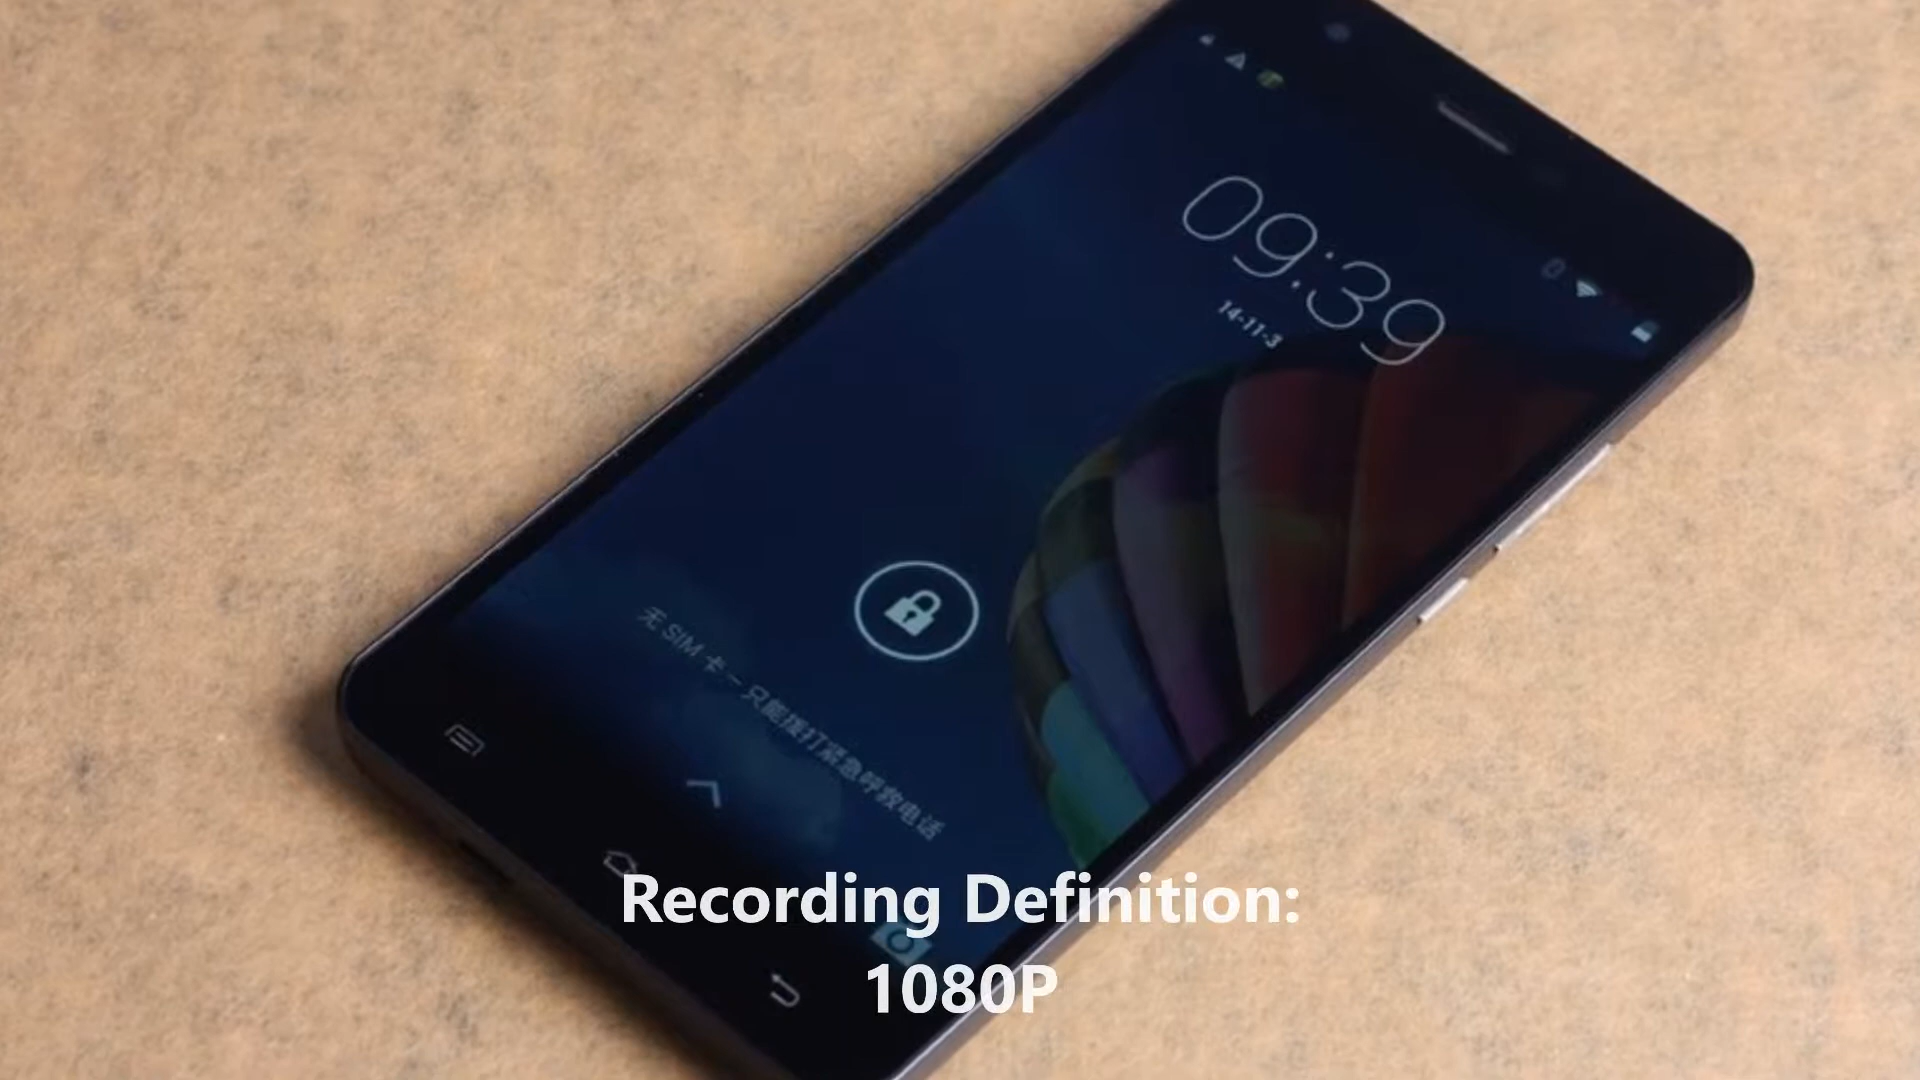 09:39
14-11-3
无 SIM 卡 – 只能拨打紧急呼救电话
Recording Definition:
1080P